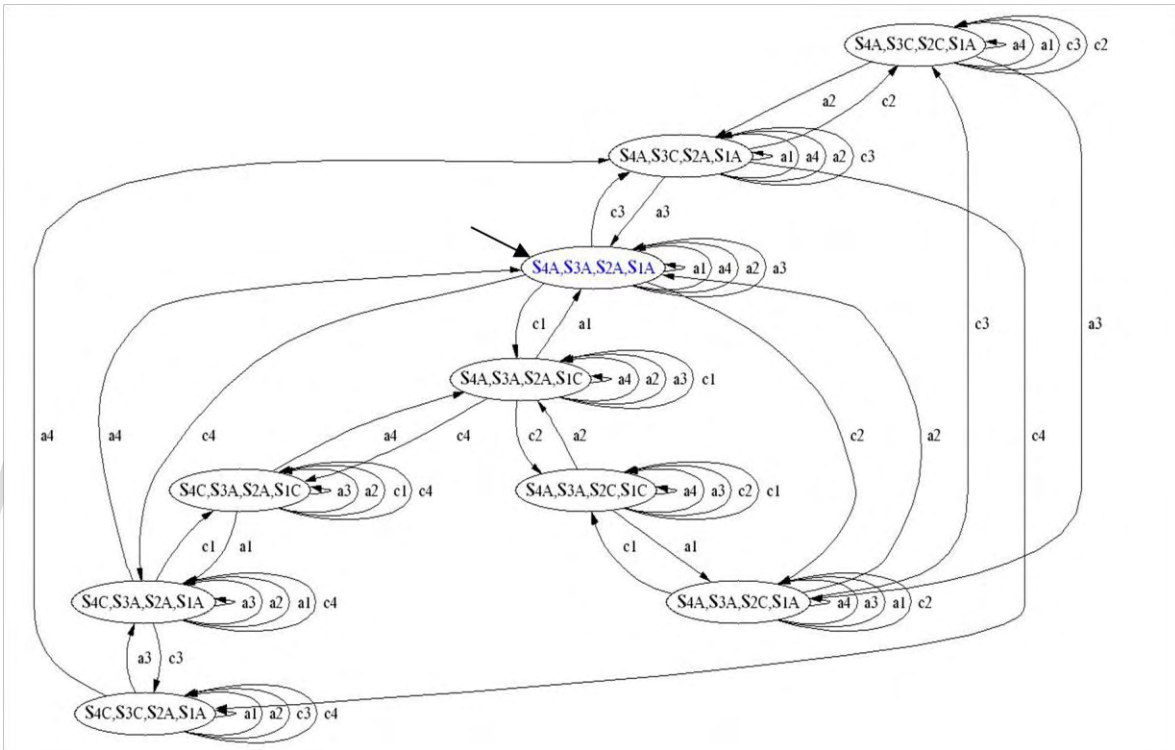 S4A,S3C,S2C,S1A a4 a1 c3 c2
a2 c2
S4A,S3C,S2A,S1A a1 a4 a2 c3
c3 a3
S4A,S3A,S2A,S1A a1 a4 a2 a3
c1 a1 c3 a3
S4A,S3A,S2A,S1C a4 a2 a3 c1
a4 a4 c4 a4 c4 c2 a2 c2 a2 c4
S4C,S3A,S2A,S1C a3 a2 c1 c4 S4A,S3A,S2C,S1C a4 a3 c2 c1
c1 a1 c1 a1
S4C,S3A,S2A,S1A a3 a2 a1 c4 S4A,S3A,S2C,S1A a4 a3 a1 c2
a3 c3
S4C,S3C,S2A,S1A a1 a2 c3 c4